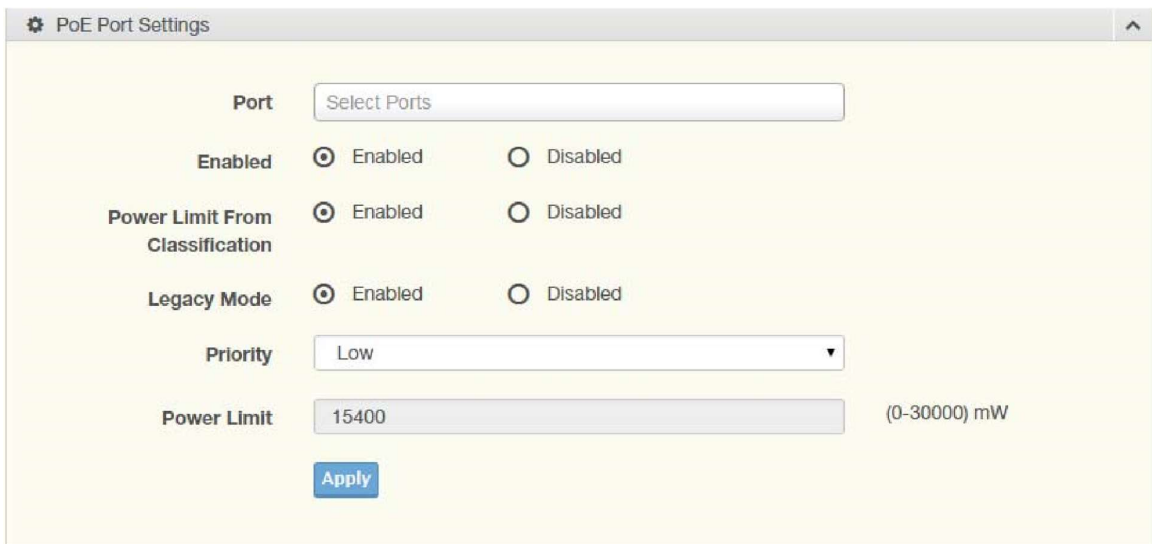 PoE Port Settings
Port Select Ports
Enabled Enabled Disabled
Power Limit From Classification Enabled Disabled
Legacy Mode Enabled Disabled
Priority Low
Power Limit 15400 (0-30000) mW
Apply